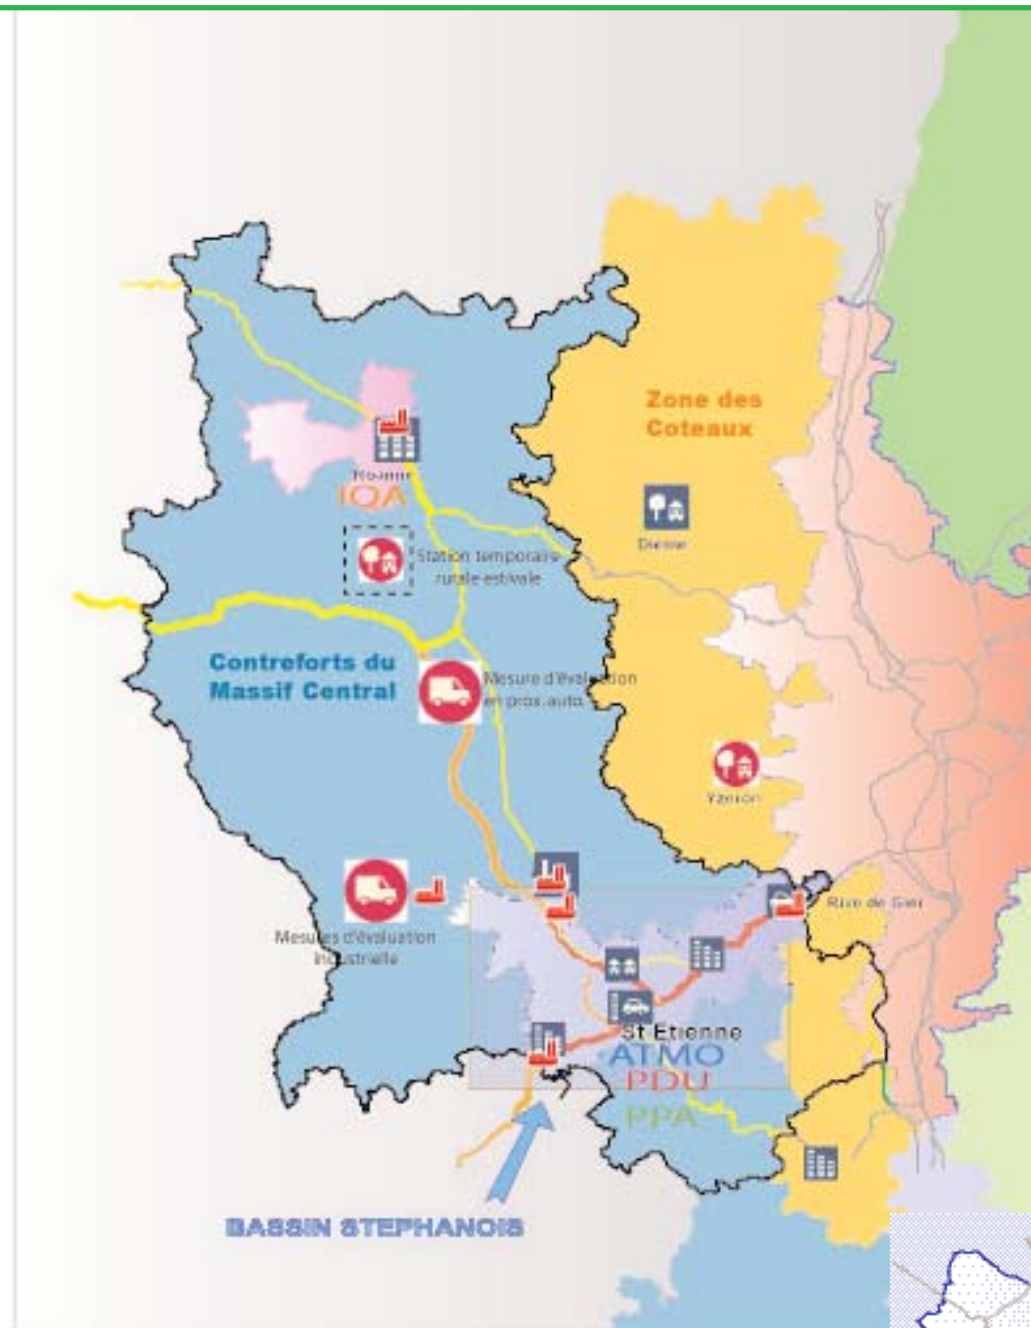 Zone des
Coteaux
Roanne
IQA
Station temporaire
rurale estivale
Contreforts du
Massif Central
Mesure d'évaluation
en prox. auto.
Yzeron
Rive de Gier
Mesures d'évaluation
industrielle
St Etienne
ATMO
PDU
PPA
BASSIN STEPHANOIS